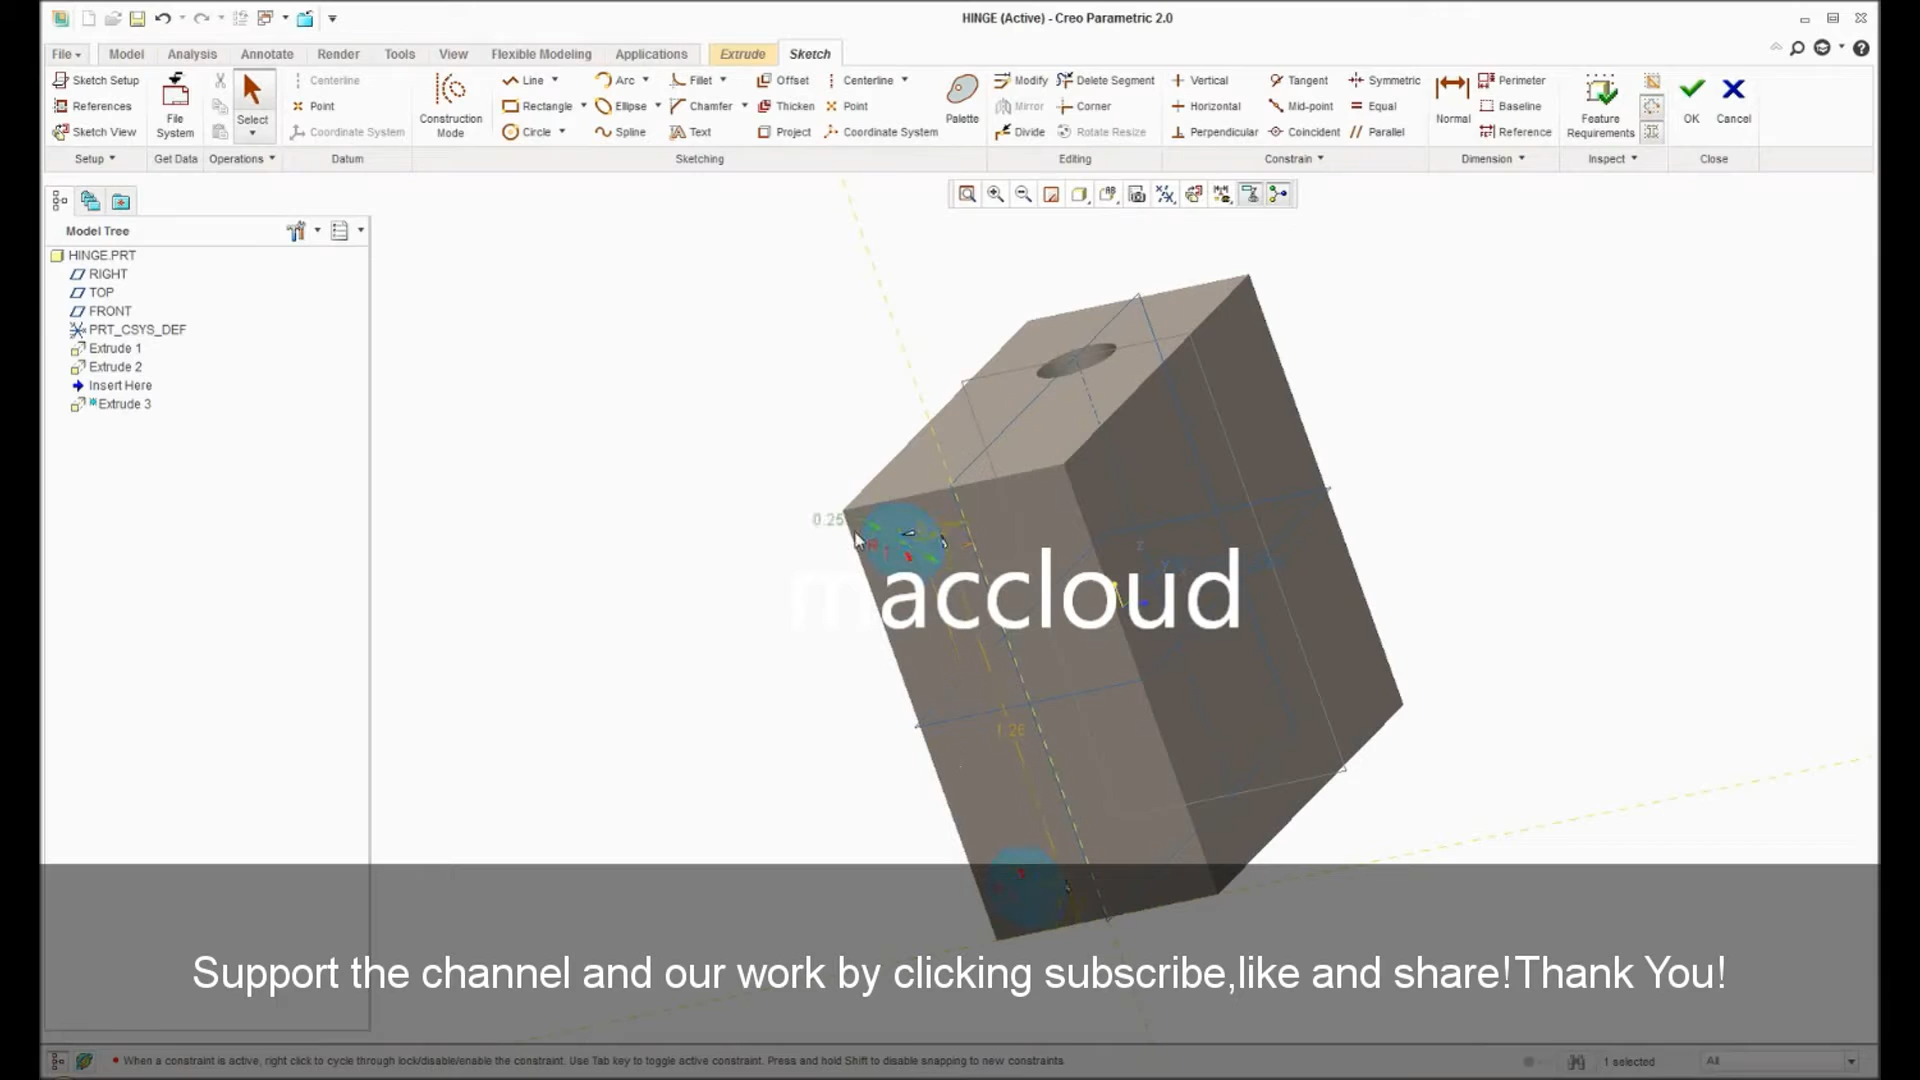 HINGE (Active) - Creo Parametric 2.0
File Model Analysis Annotate Render Tools View Flexible Modeling Applications Extrude Sketch
Sketch Setup
References
Sketch View
File System
Select
Centerline
Point
Coordinate System
Construction Mode
Line Arc Fillet Offset Centerline
Rectangle Ellipse Chamfer Thicken Point
Circle Spline Text Project Coordinate System
Palette
Modify Delete Segment
Mirror Corner
Divide Rotate Resize
Vertical Tangent Symmetric
Horizontal Mid-point Equal
Perpendicular Coincident Parallel
Normal
Perimeter
Baseline
Reference
Feature Requirements
OK
Cancel
Setup Get Data Operations Datum Sketching Editing Constrain Dimension Inspect Close
Model Tree
HINGE.PRT
RIGHT
TOP
FRONT
PRT_CSYS_DEF
Extrude 1
Extrude 2
Insert Here
Extrude 3
0.25
maccloud
1.26
Support the channel and our work by clicking subscribe,like and share!Thank You!
When a constraint is active, right click to cycle through lock/disable/enable the constraint. Use Tab key to toggle active constraint. Press and hold Shift to disable snapping to new constraints
1 selected
All